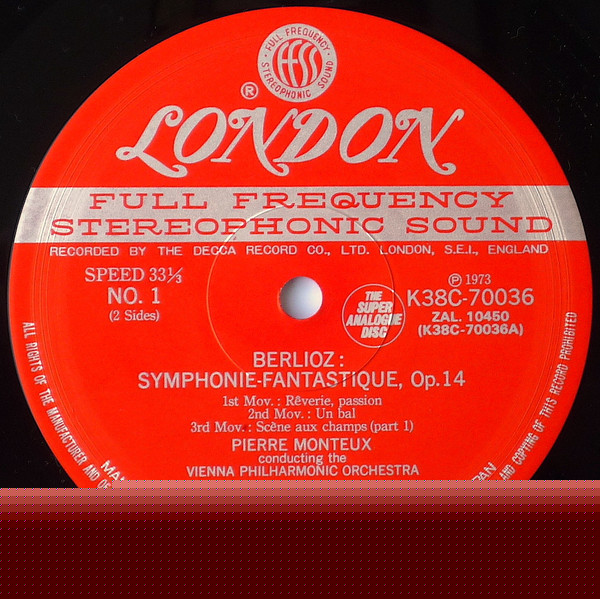 FULL FREQUENCY
FFSS
STEREOPHONIC SOUND
®
LONDON
FULL FREQUENCY
STEREOPHONIC SOUND
RECORDED BY THE DECCA RECORD CO., LTD. LONDON, S.E.I., ENGLAND
SPEED 33⅓
NO. 1
(2 Sides)
℗ 1973
K38C-70036
ZAL. 10450
(K38C-70036A)
THE
SUPER
ANALOGUE
DISC
BERLIOZ:
SYMPHONIE-FANTASTIQUE, Op.14
1st Mov.: Rêverie, passion
2nd Mov.: Un bal
3rd Mov.: Scène aux champs (part 1)
PIERRE MONTEUX
conducting the
VIENNA PHILHARMONIC ORCHESTRA
ALL RIGHTS OF THE MANUFACTURER AND OF
AND COPYING OF THIS RECORD PROHIBITED